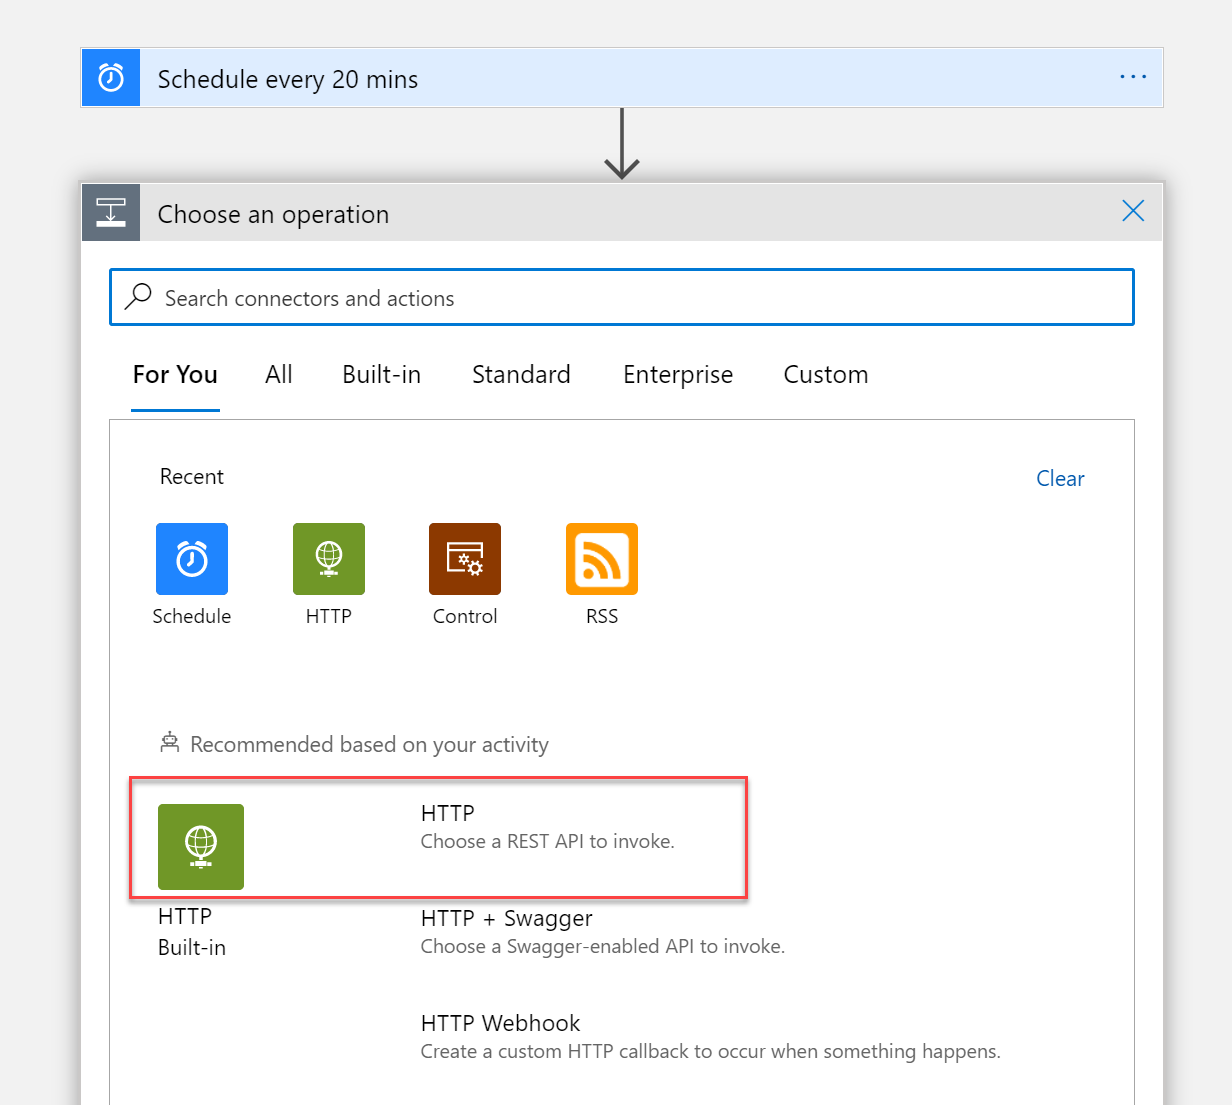 Schedule every 20 mins
Choose an operation
Search connectors and actions
For You All Built-in Standard Enterprise Custom
Recent Clear
Schedule HTTP Control RSS
Recommended based on your activity
HTTP
Choose a REST API to invoke.
HTTP
Built-in
HTTP + Swagger
Choose a Swagger-enabled API to invoke.
HTTP Webhook
Create a custom HTTP callback to occur when something happens.